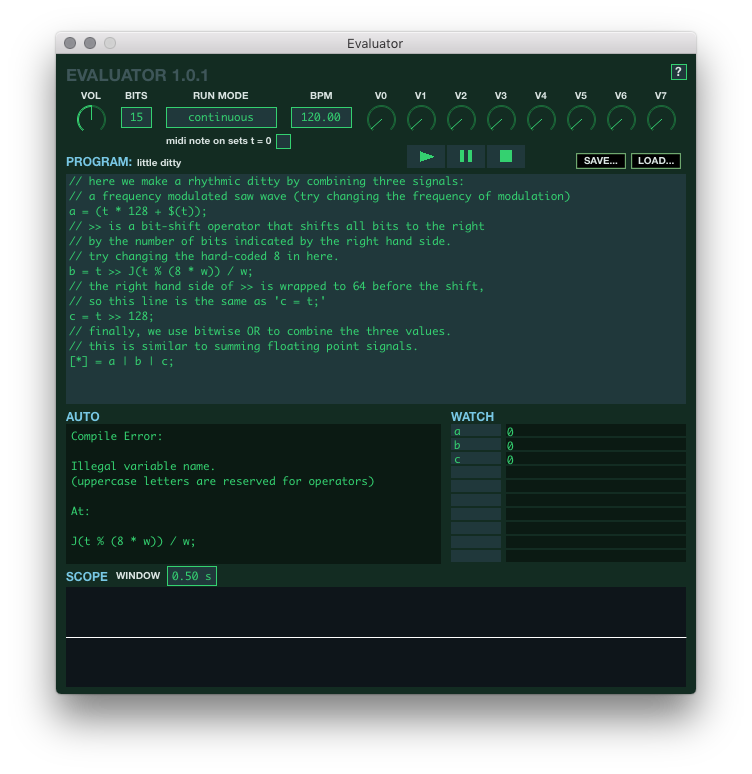 Evaluator
EVALUATOR 1.0.1
?
VOL BITS RUN MODE BPM V0 V1 V2 V3 V4 V5 V6 V7
15 continuous 120.00
midi note on sets t = 0
PROGRAM: little ditty
SAVE... LOAD...
// here we make a rhythmic ditty by combining three signals:
// a frequency modulated saw wave (try changing the frequency of modulation)
a = (t * 128 + $(t));
// >> is a bit-shift operator that shifts all bits to the right
// by the number of bits indicated by the right hand side.
// try changing the hard-coded 8 in here.
b = t >> J(t % (8 * w)) / w;
// the right hand side of >> is wrapped to 64 before the shift,
// so this line is the same as 'c = t;'
c = t >> 128;
// finally, we use bitwise OR to combine the three values.
// this is similar to summing floating point signals.
[*] = a | b | c;
AUTO
Compile Error:
Illegal variable name.
(uppercase letters are reserved for operators)
At:
J(t % (8 * w)) / w;
WATCH
a 0
b 0
c 0
SCOPE WINDOW 0.50 s